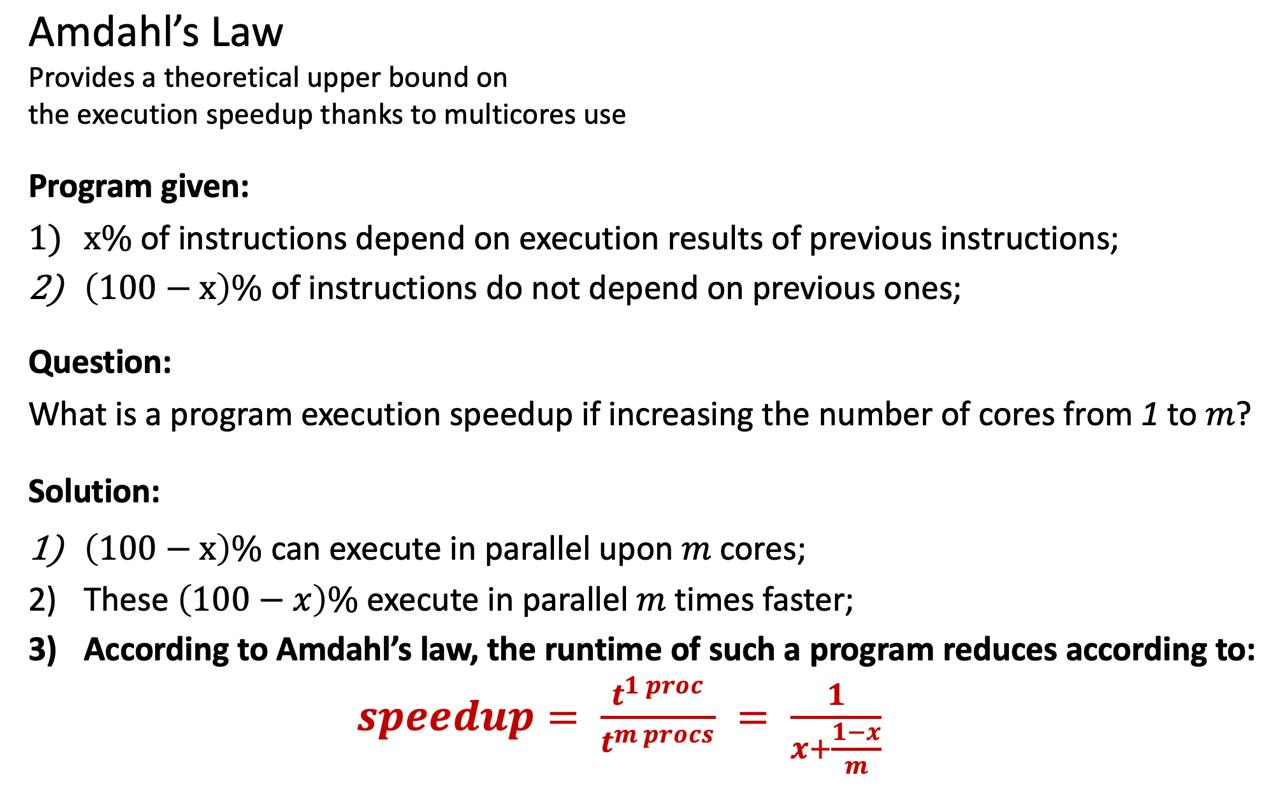 Amdahl’s Law
Provides a theoretical upper bound on
the execution speedup thanks to multicores use
Program given:
1) x% of instructions depend on execution results of previous instructions;
2) (100 − x)% of instructions do not depend on previous ones;
Question:
What is a program execution speedup if increasing the number of cores from 1 to m?
Solution:
1) (100 − x)% can execute in parallel upon m cores;
2) These (100 − x)% execute in parallel m times faster;
3) According to Amdahl’s law, the runtime of such a program reduces according to:
speedup = t^{1 proc} / t^{m procs} = 1 / (x + (1−x)/m)